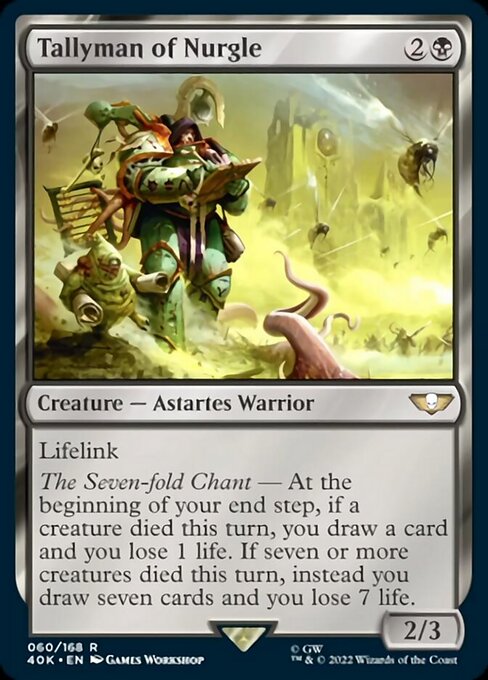 Tallyman of Nurgle 2
Creature — Astartes Warrior
Lifelink
The Seven-fold Chant — At the
beginning of your end step, if a
creature died this turn, you draw a card
and you lose 1 life. If seven or more
creatures died this turn, instead you
draw seven cards and you lose 7 life.
2/3
060/168 R
40K • EN Games Workshop
© GW
™ & © 2022 Wizards of the Coast